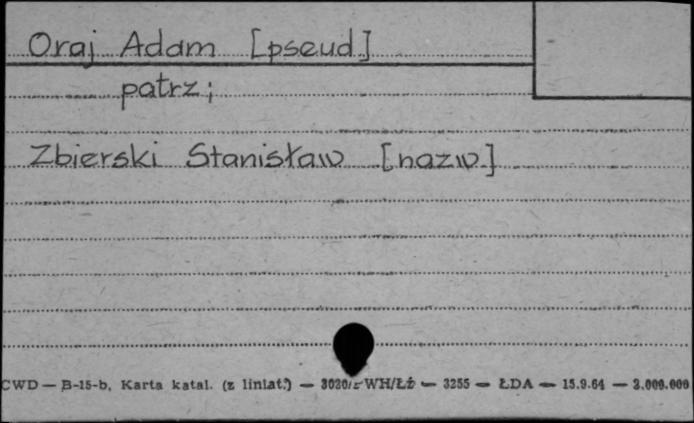 Oraj Adam [pseud]
patrz;
Zbierski Stanisław [nazw.]
CWD — B-15-b, Karta katal. (z liniat.) — 3020/z WH/Łź — 3255 — ŁDA — 15.9.64 — 2.000.000